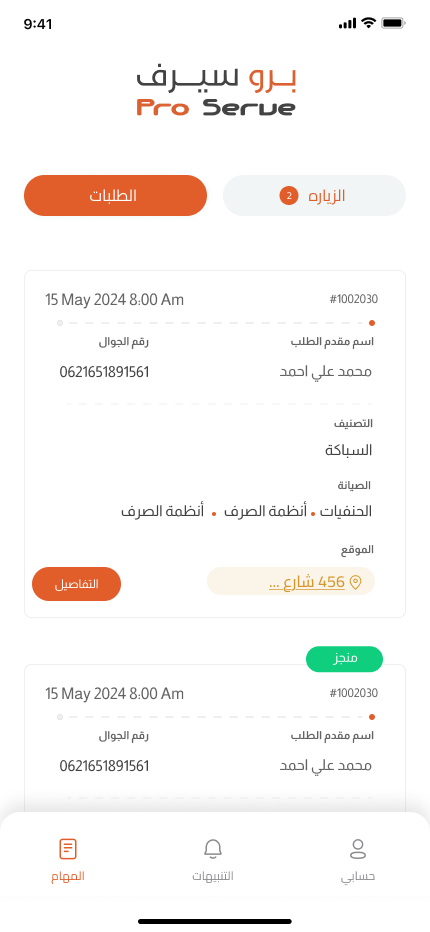 9:41
برو سيرف
Pro Serve
الزياره 2
الطلبات
#1002030
15 May 2024 8:00 Am
اسم مقدم الطلب
رقم الجوال
محمد علي احمد
0621651891561
التصنيف
السباكة
الصيانة
الحنفيات • أنظمة الصرف • أنظمة الصرف
الموقع
456 شارع ...
التفاصيل
منجز
#1002030
15 May 2024 8:00 Am
اسم مقدم الطلب
رقم الجوال
محمد علي احمد
0621651891561
حسابي
التنبيهات
المهام